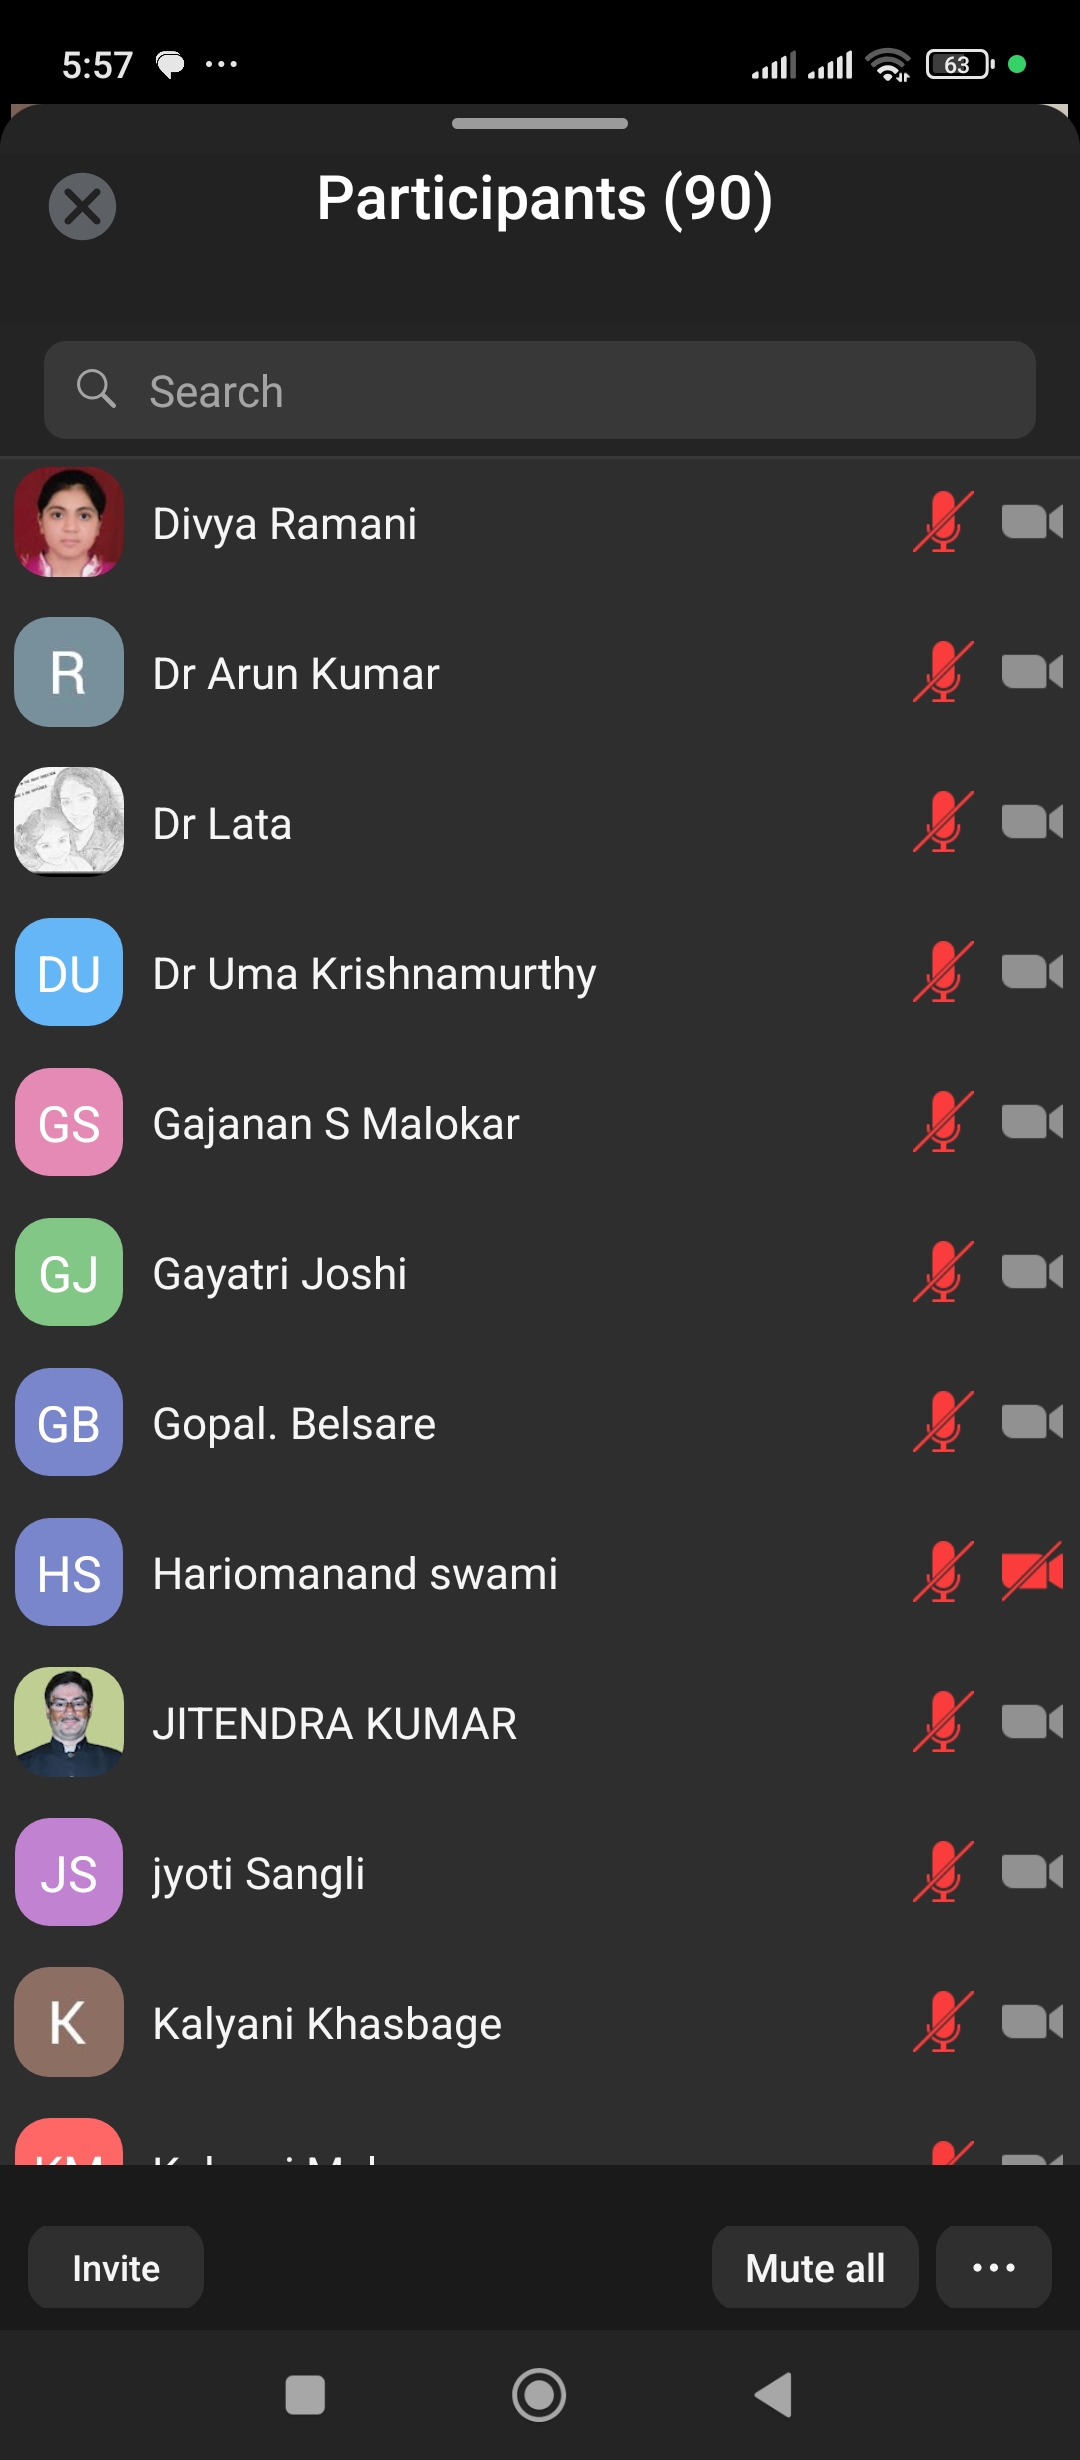 5:57
63
Participants (90)
Search
Divya Ramani
R
Dr Arun Kumar
Dr Lata
DU
Dr Uma Krishnamurthy
GS
Gajanan S Malokar
GJ
Gayatri Joshi
GB
Gopal. Belsare
HS
Hariomanand swami
JITENDRA KUMAR
JS
jyoti Sangli
K
Kalyani Khasbage
KM
Invite
Mute all